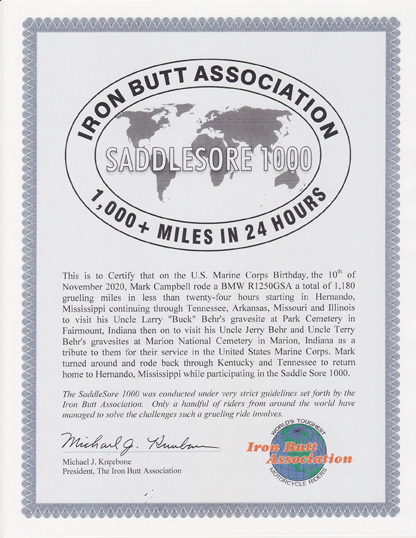 IRON BUTT ASSOCIATION
SADDLESORE 1000
1,000+ MILES IN 24 HOURS
This is to Certify that on the U.S. Marine Corps Birthday, the 10th of
November 2020, Mark Campbell rode a BMW R1250GSA a total of 1,180
grueling miles in less than twenty-four hours starting in Hernando,
Mississippi continuing through Tennessee, Arkansas, Missouri and Illinois
to visit his Uncle Larry "Buck" Behr's gravesite at Park Cemetery in
Fairmount, Indiana then on to visit his Uncle Jerry Behr and Uncle Terry
Behr's gravesites at Marion National Cemetery in Marion, Indiana as a
tribute to them for their service in the United States Marine Corps. Mark
turned around and rode back through Kentucky and Tennessee to return
home to Hernando, Mississippi while participating in the Saddle Sore 1000.
The SaddleSore 1000 was conducted under very strict guidelines set forth by the
Iron Butt Association. Only a handful of riders from around the world have
managed to solve the challenges such a grueling ride involves.
Michael J. Kneebone
Michael J. Kneebone
President, The Iron Butt Association
WORLD'S TOUGHEST
Iron Butt
Association
MOTORCYCLE RIDERS